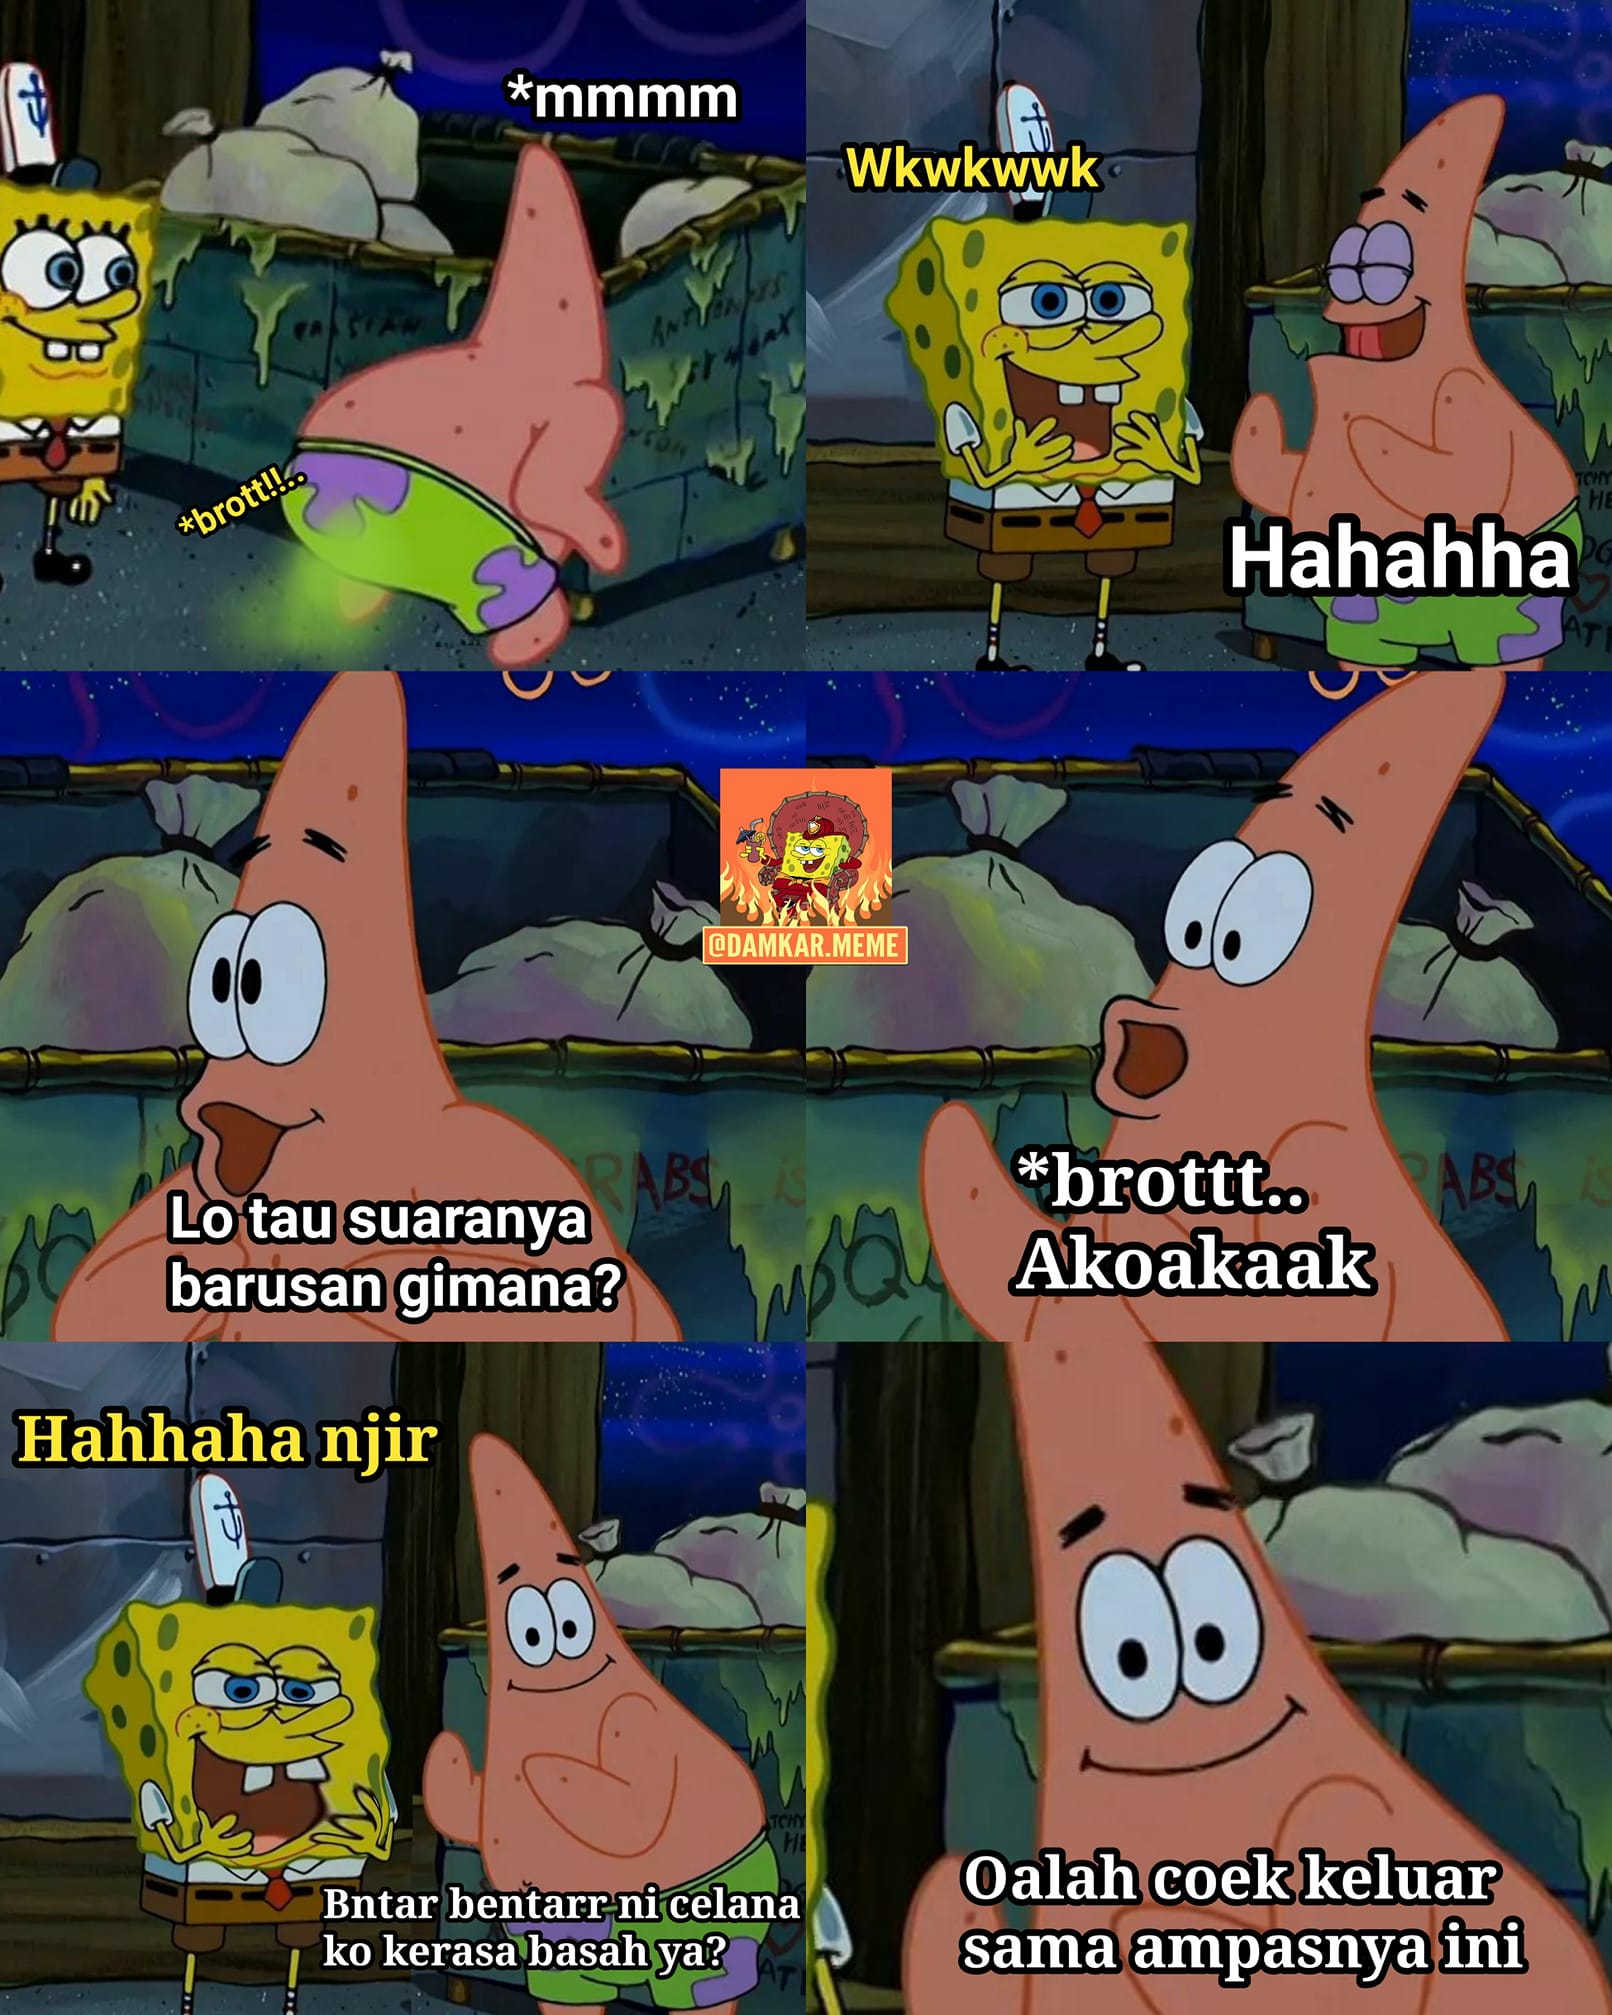 *mmmm
*brott!!..
Wkwkwwk
Hahahha
Lo tau suaranya
barusan gimana?
@DAMKAR.MEME
*brottt..
Akoakaak
Hahhaha njir
Bntar bentarr ni celana
ko kerasa basah ya?
Oalah coek keluar
sama ampasnya ini